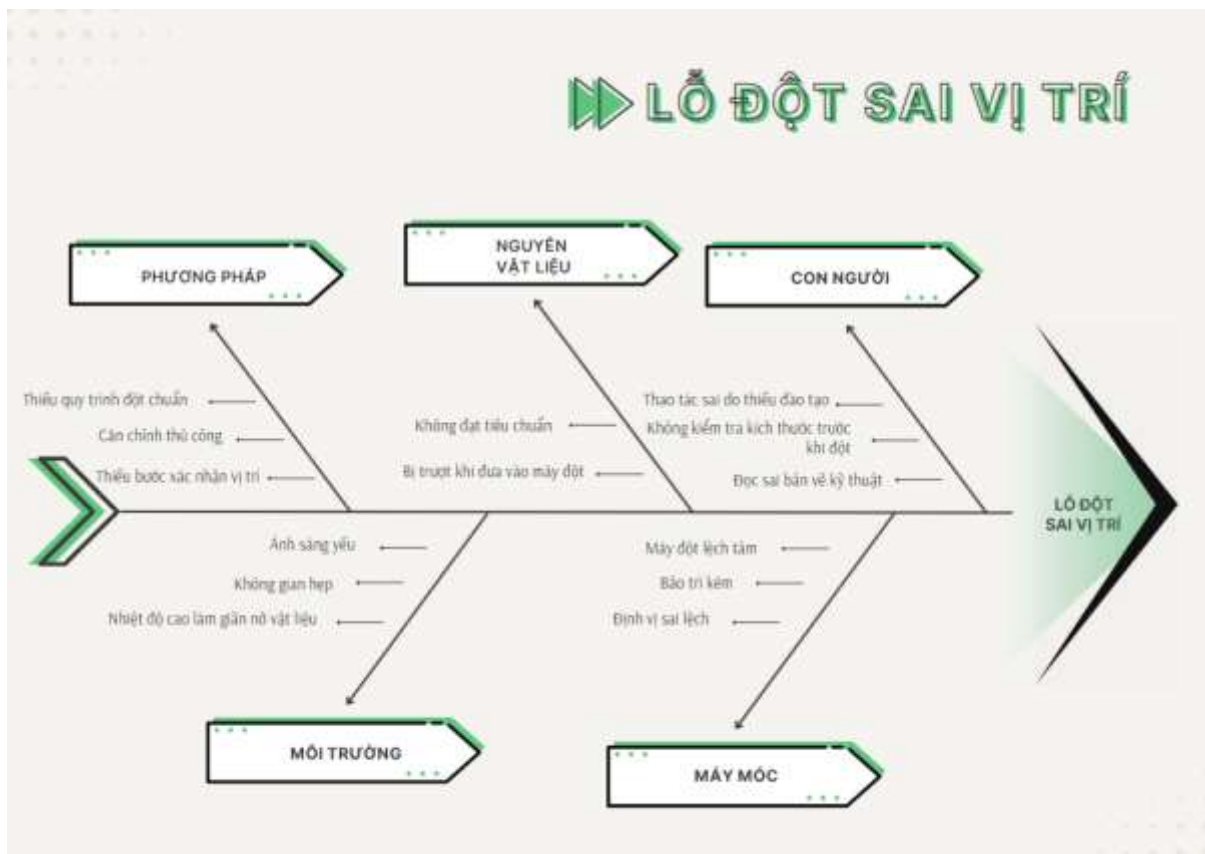 LỖ ĐỘT SAI VỊ TRÍ
PHƯƠNG PHÁP
NGUYÊN
VẬT LIỆU
CON NGƯỜI
Thiếu quy trình đột chuẩn
Căn chỉnh thủ công
Thiếu bước xác nhận vị trí
Không đạt tiêu chuẩn
Bị trượt khi đưa vào máy đột
Thao tác sai do thiếu đào tạo
Không kiểm tra kích thước trước
khi đột
Đọc sai bản vẽ kỹ thuật
LỖ ĐỘT
SAI VỊ TRÍ
Ánh sáng yếu
Không gian hẹp
Nhiệt độ cao làm giãn nở vật liệu
Máy đột lệch tâm
Bảo trì kém
Định vị sai lệch
MÔI TRƯỜNG
MÁY MÓC